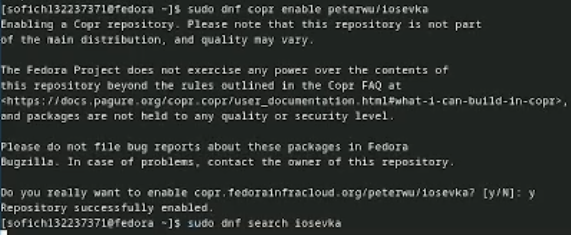 [sofich132237371@fedora ~]$ sudo dnf copr enable peterwu/iosevka
Enabling a Copr repository. Please note that this repository is not part
of the main distribution, and quality may vary.
The Fedora Project does not exercise any power over the contents of
this repository beyond the rules outlined in the Copr FAQ at
<https://docs.pagure.org/copr.copr/user_documentation.html#what-i-can-build-in-copr>,
and packages are not held to any quality or security level.
Please do not file bug reports about these packages in Fedora
Bugzilla. In case of problems, contact the owner of this repository.
Do you really want to enable copr.fedorainfracloud.org/peterwu/iosevka? [y/N]: y
Repository successfully enabled.
[sofich132237371@fedora ~]$ sudo dnf search iosevka